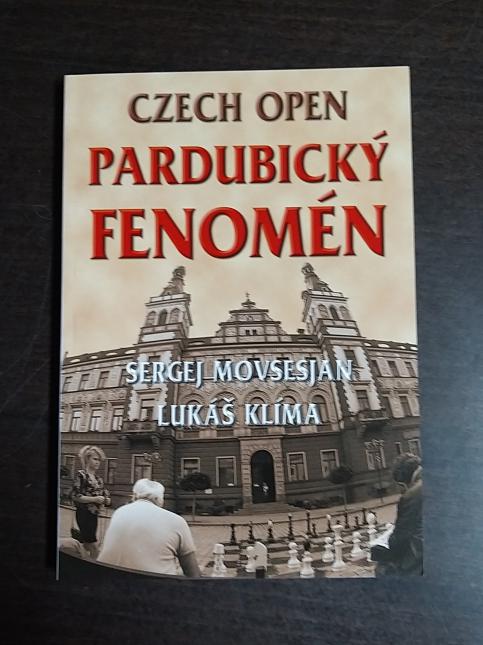 CZECH OPEN
PARDUBICKÝ
FENOMÉN
SERGEJ MOVSESJAN
LUKÁŠ KLÍMA